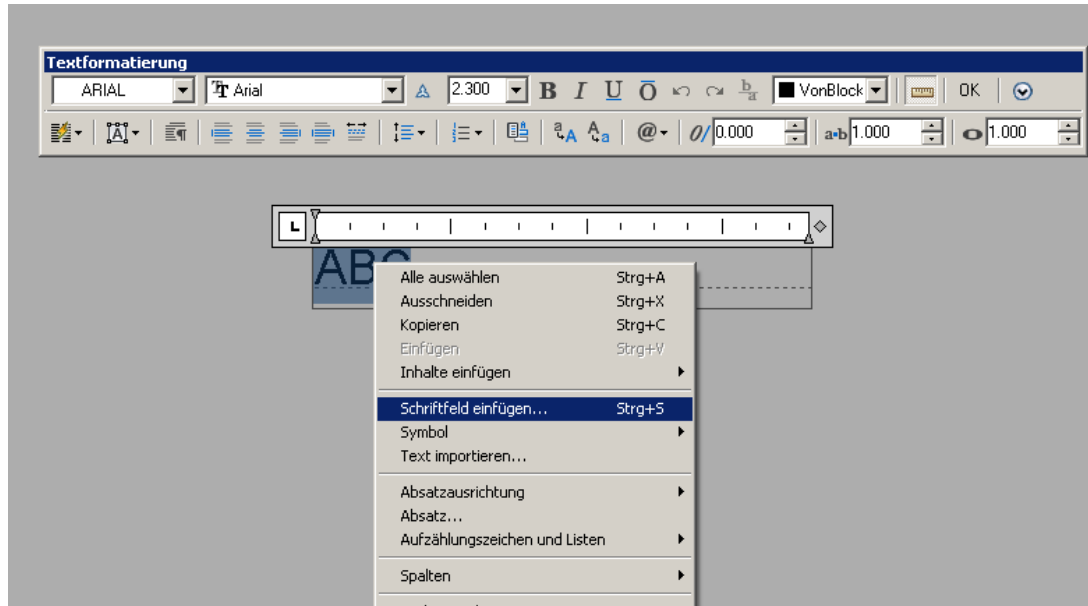 Textformatierung
ARIAL Arial 2.300 B I U O b/a VonBlock OK
@ 0/ 0.000 a•b 1.000 1.000
L
ABC
Alle auswählen Strg+A
Ausschneiden Strg+X
Kopieren Strg+C
Einfügen Strg+V
Inhalte einfügen
Schriftfeld einfügen... Strg+S
Symbol
Text importieren...
Absatzausrichtung
Absatz...
Aufzählungszeichen und Listen
Spalten